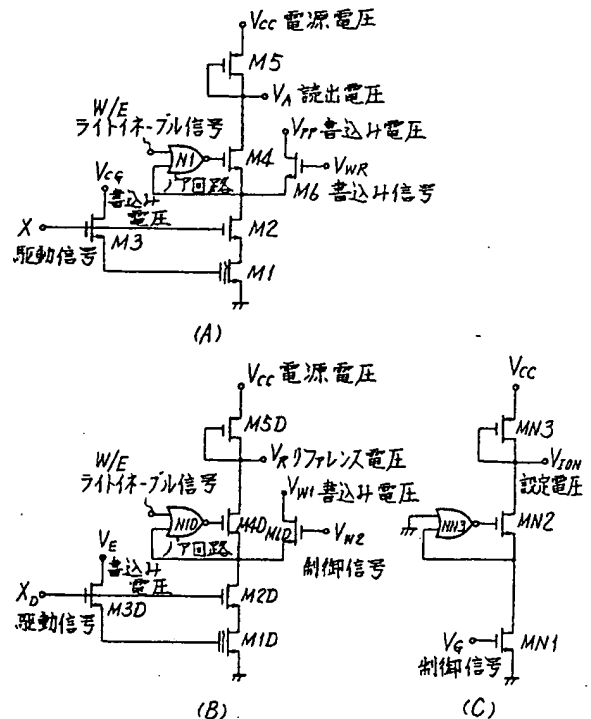 Vcc 電源電圧
M5
VA 読出電圧
W/E
ライトイネーブル信号
VPP 書込み電圧
N1
M4
VWR
ノア回路
M6 書込み信号
VCG
書込み
電圧
X
M2
M3
駆動信号
M1
(A)
Vcc 電源電圧
M5D
VR リファレンス電圧
W/E
ライトイネーブル信号
VW1 書込み電圧
N1D
M4D
M6D
VW2
ノア回路
制御信号
VE
書込み
電圧
XD
M2D
M3D
駆動信号
M1D
(B)
Vcc
MN3
VION
設定電圧
NN3
MN2
VG
MN1
制御信号
(C)